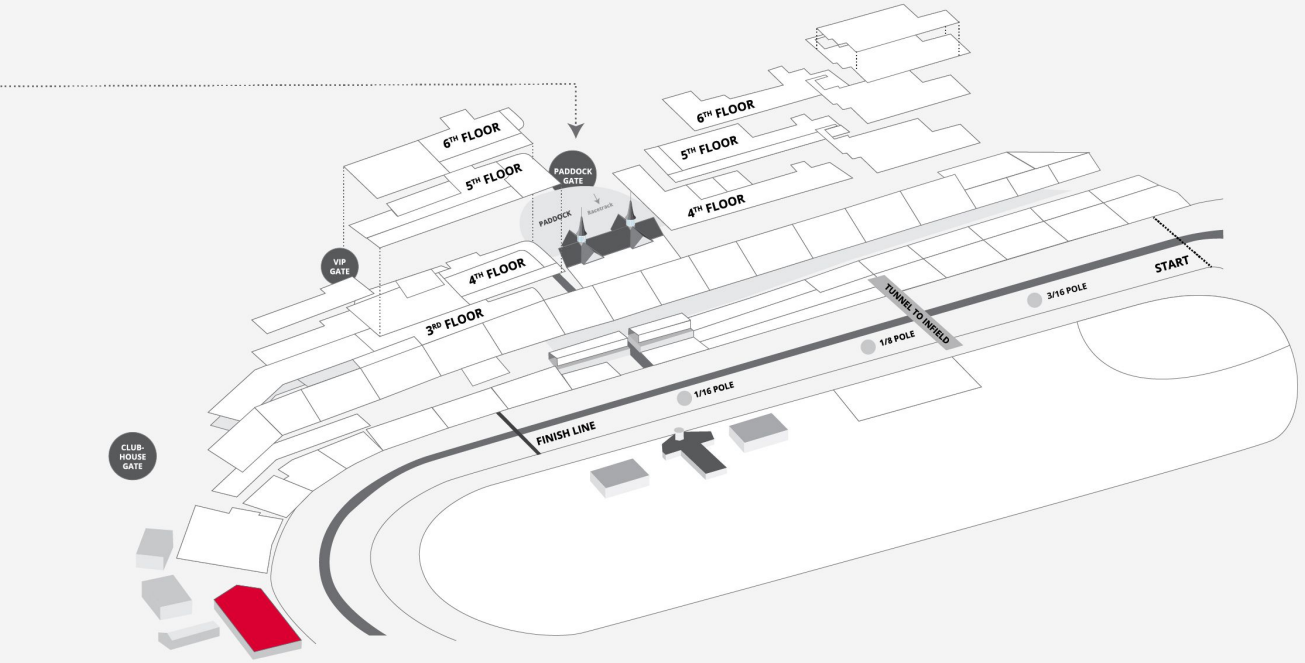 6TH FLOOR
5TH FLOOR
PADDOCK
GATE
PADDOCK
Racetrack
VIP
GATE
4TH FLOOR
3RD FLOOR
6TH FLOOR
5TH FLOOR
4TH FLOOR
START
3/16 POLE
TUNNEL TO INFIELD
1/8 POLE
1/16 POLE
FINISH LINE
CLUB-
HOUSE
GATE